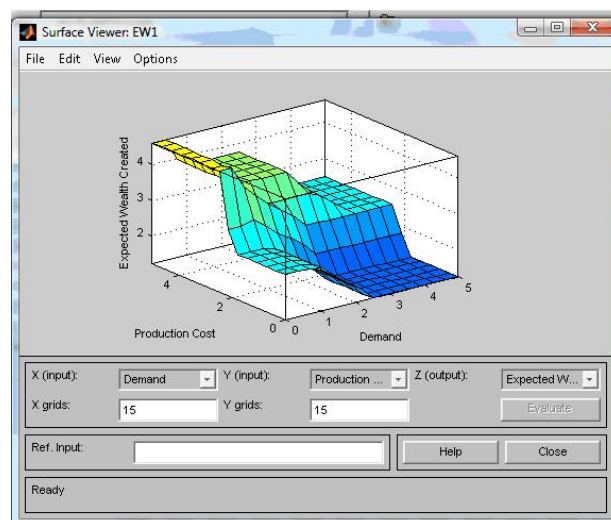 Surface Viewer: EW1
File Edit View Options
Expected Wealth Created
4
3
2
4
2
0
0
1
2
3
4
5
Production Cost
Demand
X (input): Demand Y (input): Production ... Z (output): Expected W...
X grids: 15 Y grids: 15 Evaluate
Ref. Input: Help Close
Ready